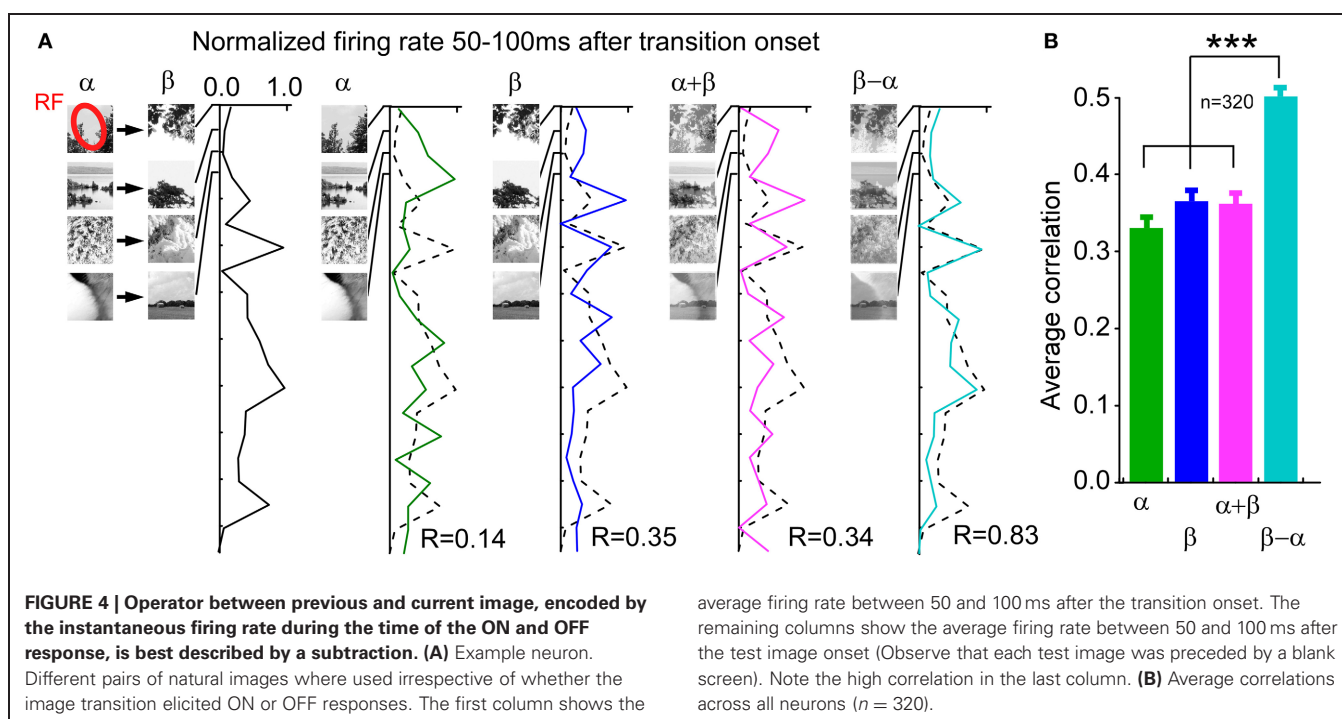 A
Normalized firing rate 50-100ms after transition onset
RF
α
β
0.0 1.0
α
β
α+β
β−α
R=0.14
R=0.35
R=0.34
R=0.83
B
***
n=320
Average correlation
0.5
0.4
0.3
0.2
0.1
0.0
α
β
α+β
β−α
FIGURE 4 | Operator between previous and current image, encoded by
the instantaneous firing rate during the time of the ON and OFF
response, is best described by a subtraction. (A) Example neuron.
Different pairs of natural images where used irrespective of whether the
image transition elicited ON or OFF responses. The first column shows the
average firing rate between 50 and 100 ms after the transition onset. The
remaining columns show the average firing rate between 50 and 100 ms after
the test image onset (Observe that each test image was preceded by a blank
screen). Note the high correlation in the last column. (B) Average correlations
across all neurons (n = 320).